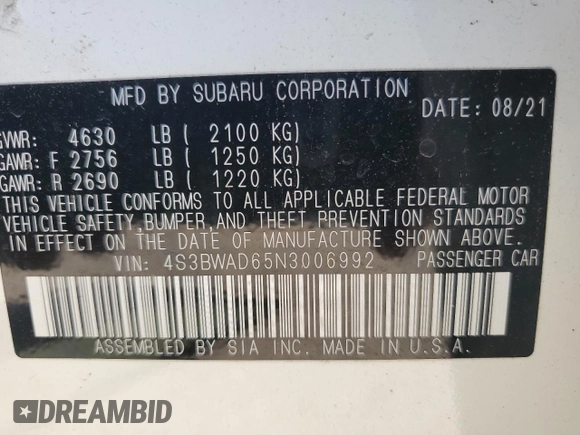 MFD BY SUBARU CORPORATION
DATE: 08/21
GVWR: 4630 LB ( 2100 KG)
GAWR: F 2756 LB ( 1250 KG)
GAWR: R 2690 LB ( 1220 KG)
THIS VEHICLE CONFORMS TO ALL APPLICABLE FEDERAL MOTOR
VEHICLE SAFETY,BUMPER,AND THEFT PREVENTION STANDARDS
IN EFFECT ON THE DATE OF MANUFACTURE SHOWN ABOVE.
VIN: 4S3BWAD65N3006992 PASSENGER CAR
ASSEMBLED BY SIA INC. MADE IN U.S.A.
DREAMBID